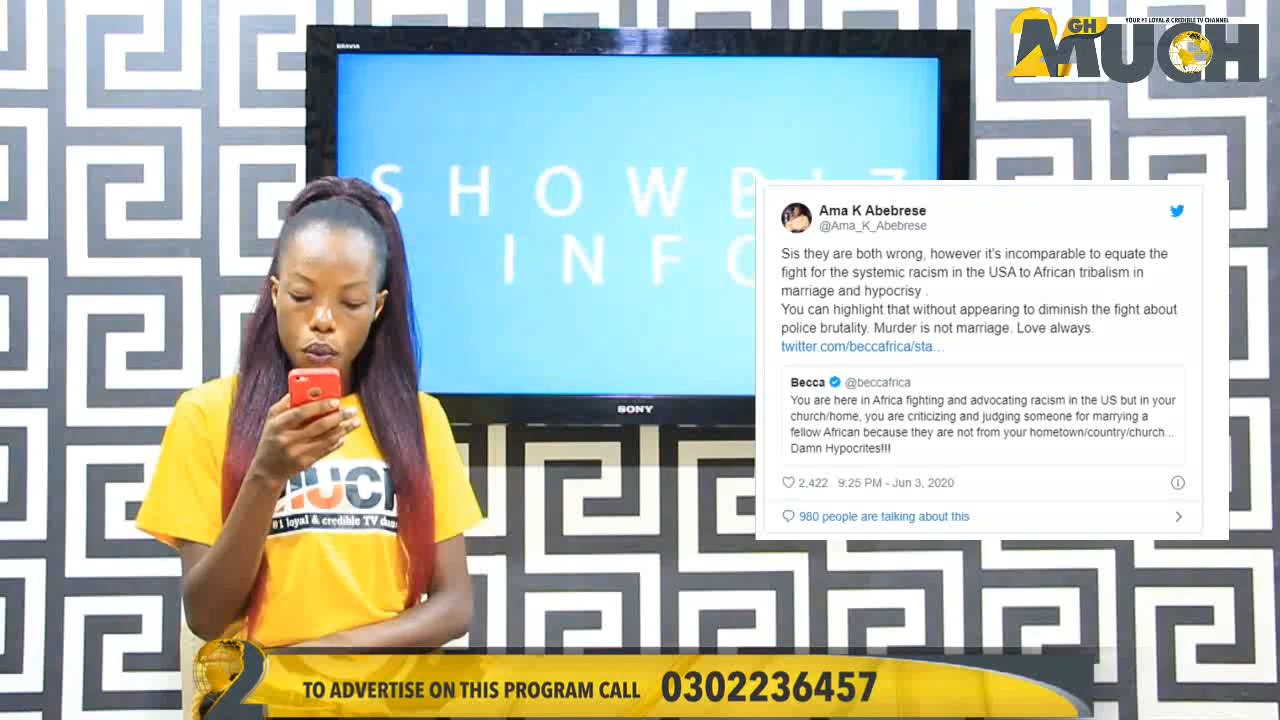 BRAVIA
YOUR #1 LOYAL & CREDIBLE TV CHANNEL
2 GH
MUCH
SHOWBIZ
INFO
SONY
Ama K Abebrese
@Ama_K_Abebrese
Sis they are both wrong, however it's incomparable to equate the
fight for the systemic racism in the USA to African tribalism in
marriage and hypocrisy .
You can highlight that without appearing to diminish the fight about
police brutality. Murder is not marriage. Love always.
twitter.com/beccafrica/sta…
Becca @beccafrica
You are here in Africa fighting and advocating racism in the US but in your
church/home, you are criticizing and judging someone for marrying a
fellow African because they are not from your hometown/country/church...
Damn Hypocrites!!!
2,422 9:25 PM - Jun 3, 2020
980 people are talking about this
MUCH
#1 loyal & credible TV
2
TO ADVERTISE ON THIS PROGRAM CALL 0302236457